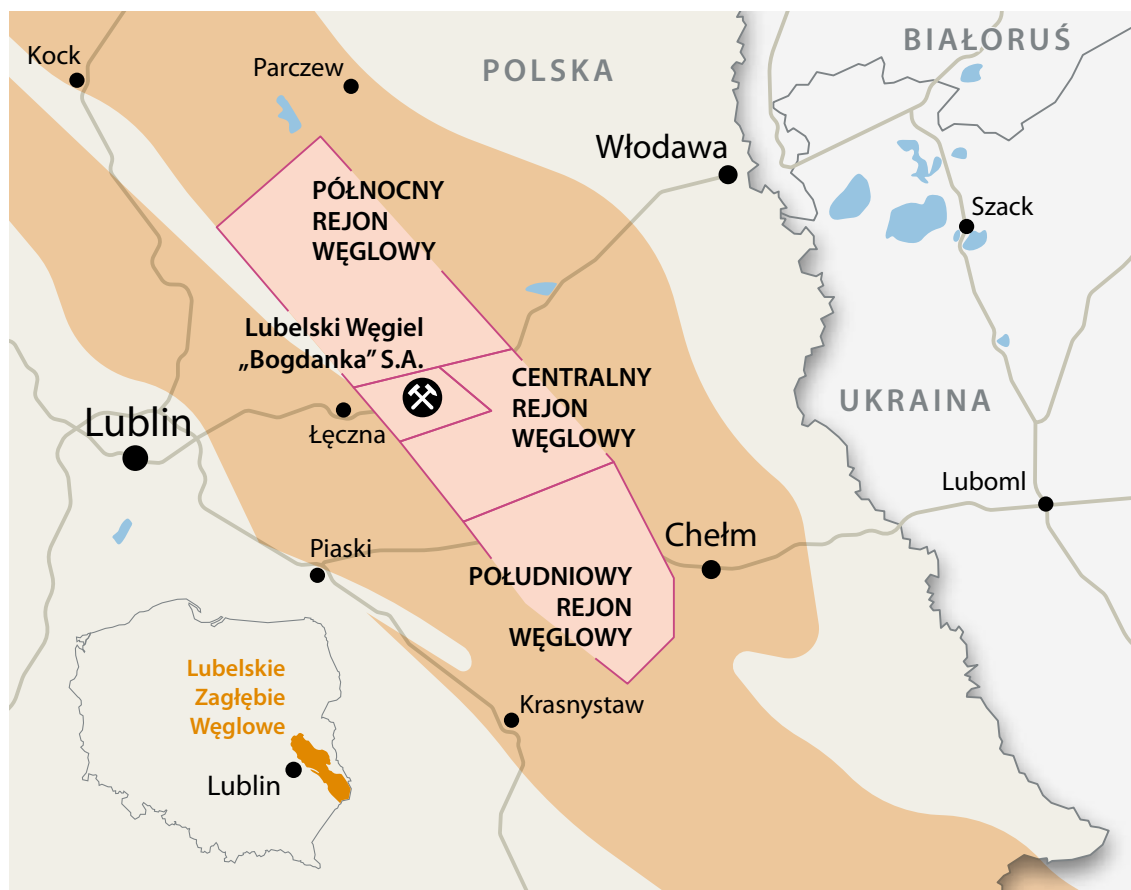 BIAŁORUŚ
Kock
Parczew
POLSKA
Włodawa
PÓŁNOCNY
REJON
WĘGLOWY
Szack
Lubelski Węgiel
„Bogdanka” S.A.
CENTRALNY
REJON
WĘGLOWY
UKRAINA
Lublin
Łęczna
Luboml
Chełm
Piaski
POŁUDNIOWY
REJON
WĘGLOWY
Lubelskie
Zagłębie
Węglowe
Krasnystaw
Lublin